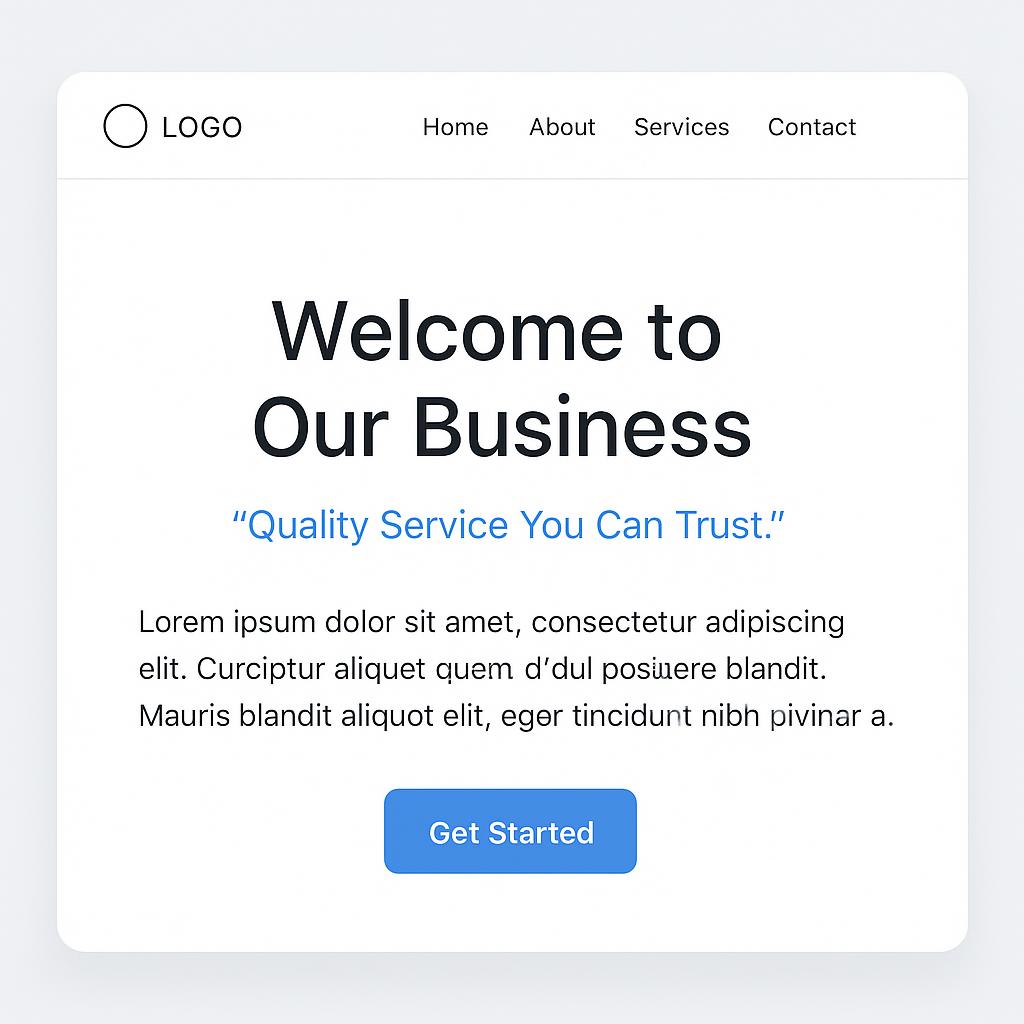 LOGO
Home About Services Contact
Welcome to
Our Business
“Quality Service You Can Trust.”
Lorem ipsum dolor sit amet, consectetur adipiscing
elit. Curciptur aliquet quem d’dul blandit.
Mauris blandit aliquot elit, eger tincidunt nibh pivinar a.
Get Started